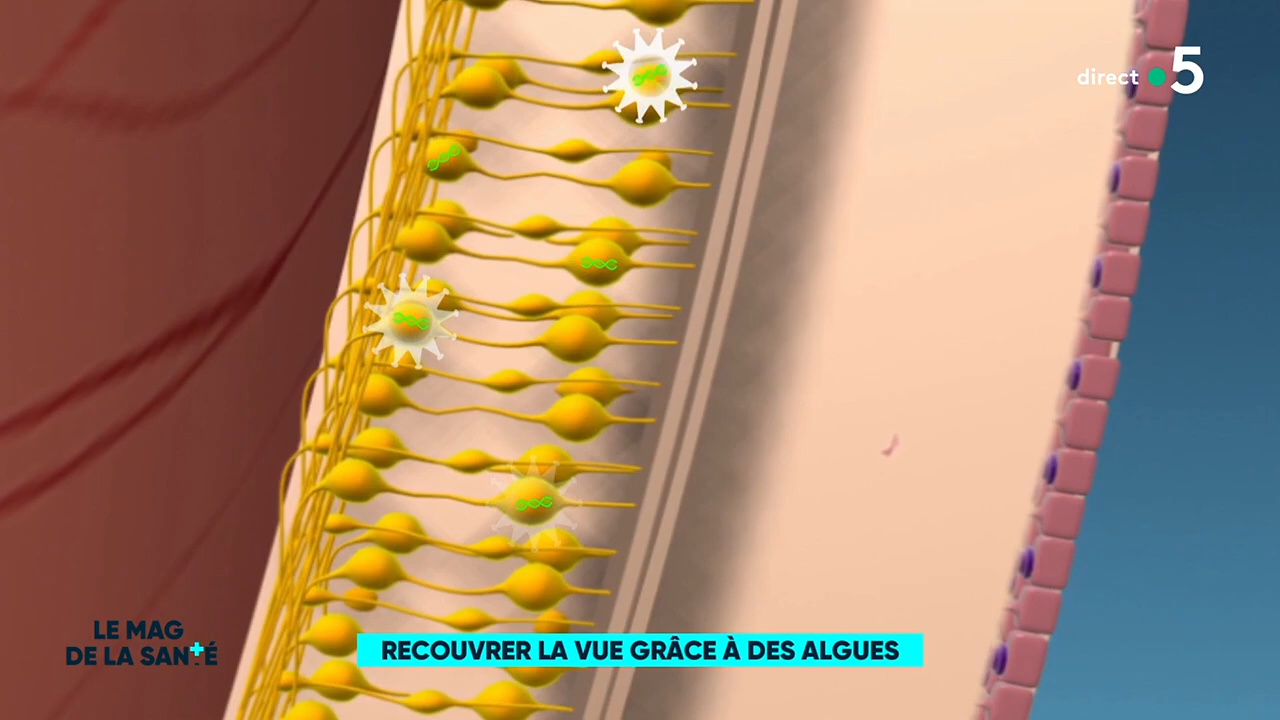 direct 5
LE MAG
DE LA SANTÉ
RECOUVRER LA VUE GRÂCE À DES ALGUES